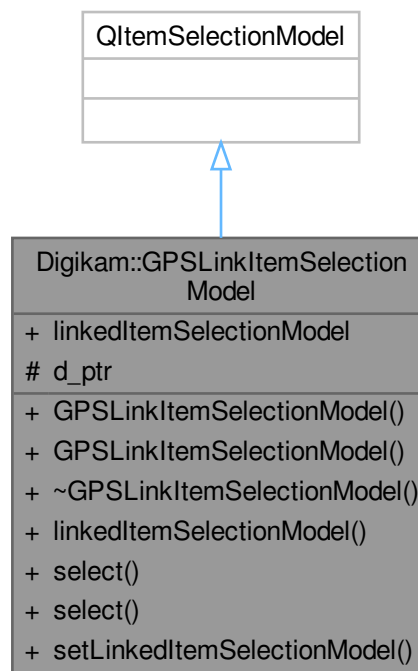 QItemSelectionModel
Digikam::GPSLinkItemSelection
Model
+ linkedItemSelectionModel
# d_ptr
+ GPSLinkItemSelectionModel()
+ GPSLinkItemSelectionModel()
+ ~GPSLinkItemSelectionModel()
+ linkedItemSelectionModel()
+ select()
+ select()
+ setLinkedItemSelectionModel()